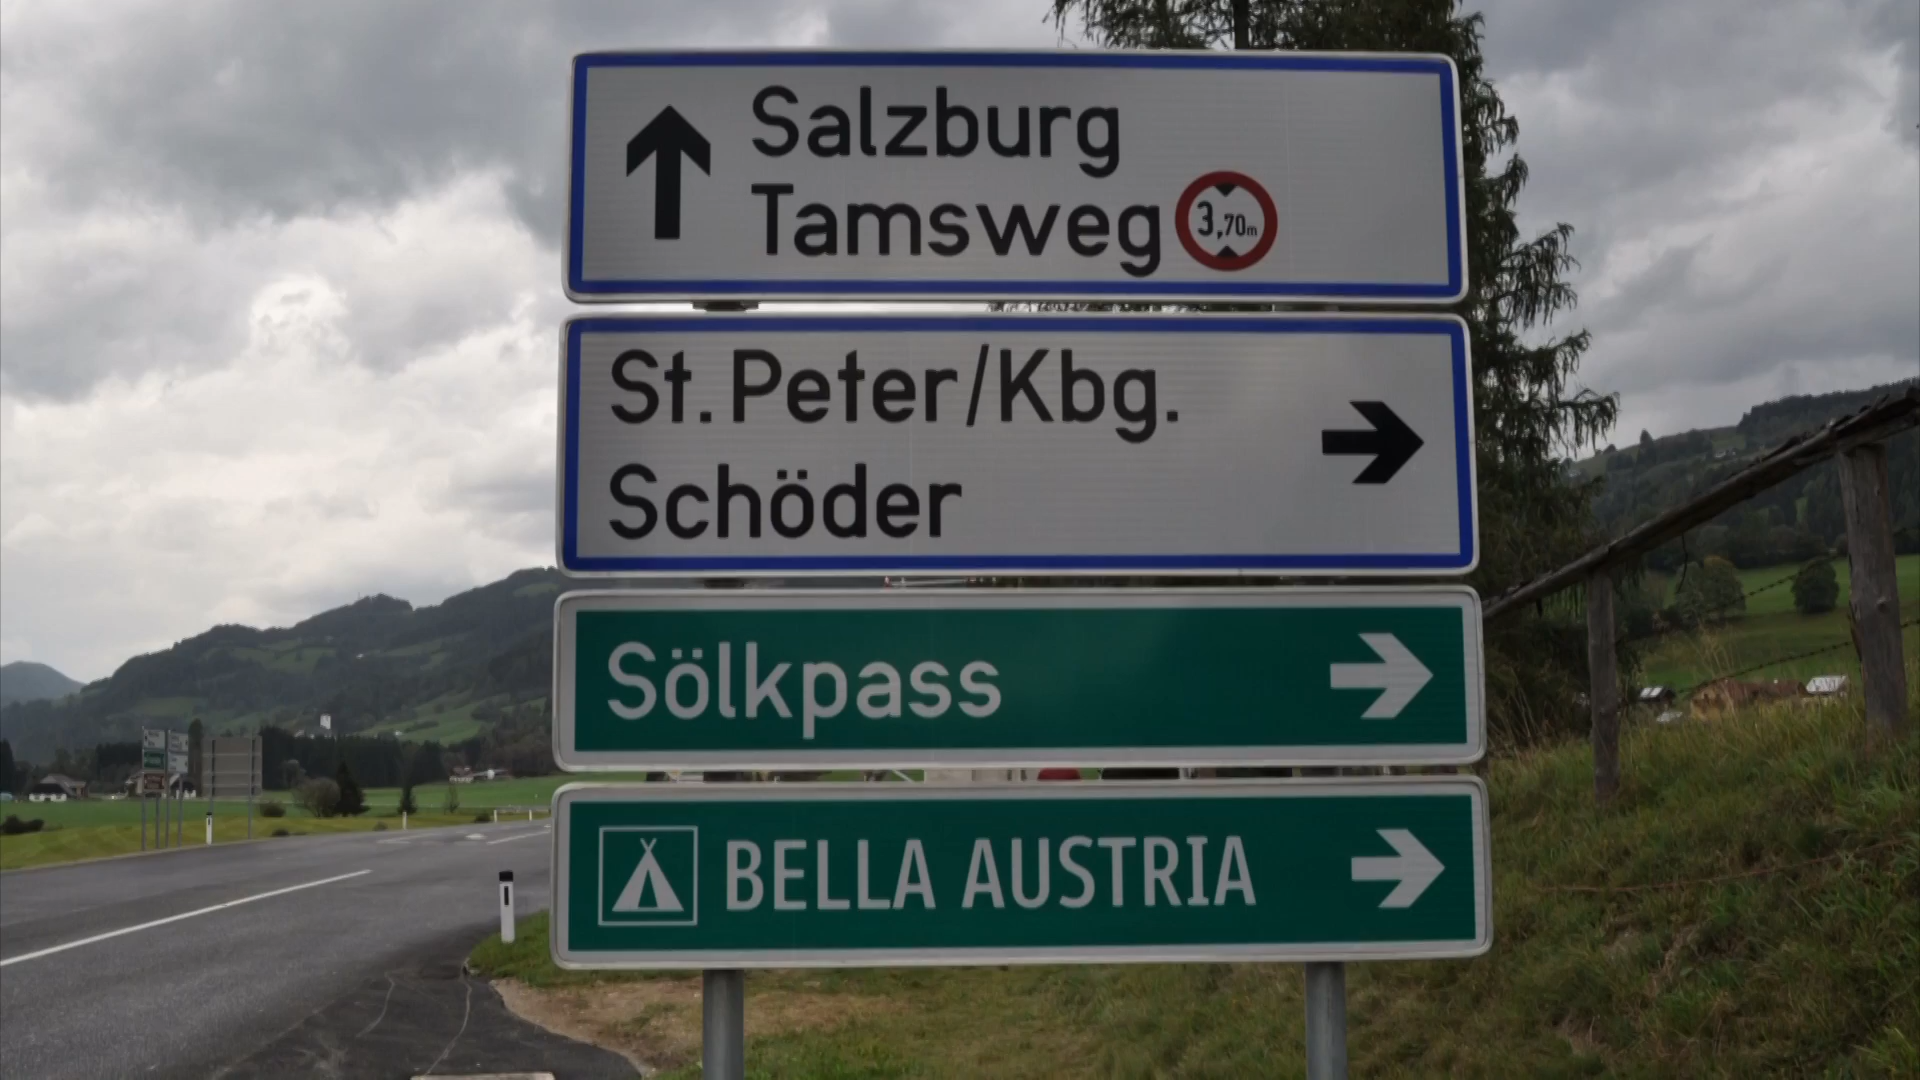 Salzburg
Tamsweg 3,70m
St. Peter/Kbg.
Schöder
Sölkpass
BELLA AUSTRIA